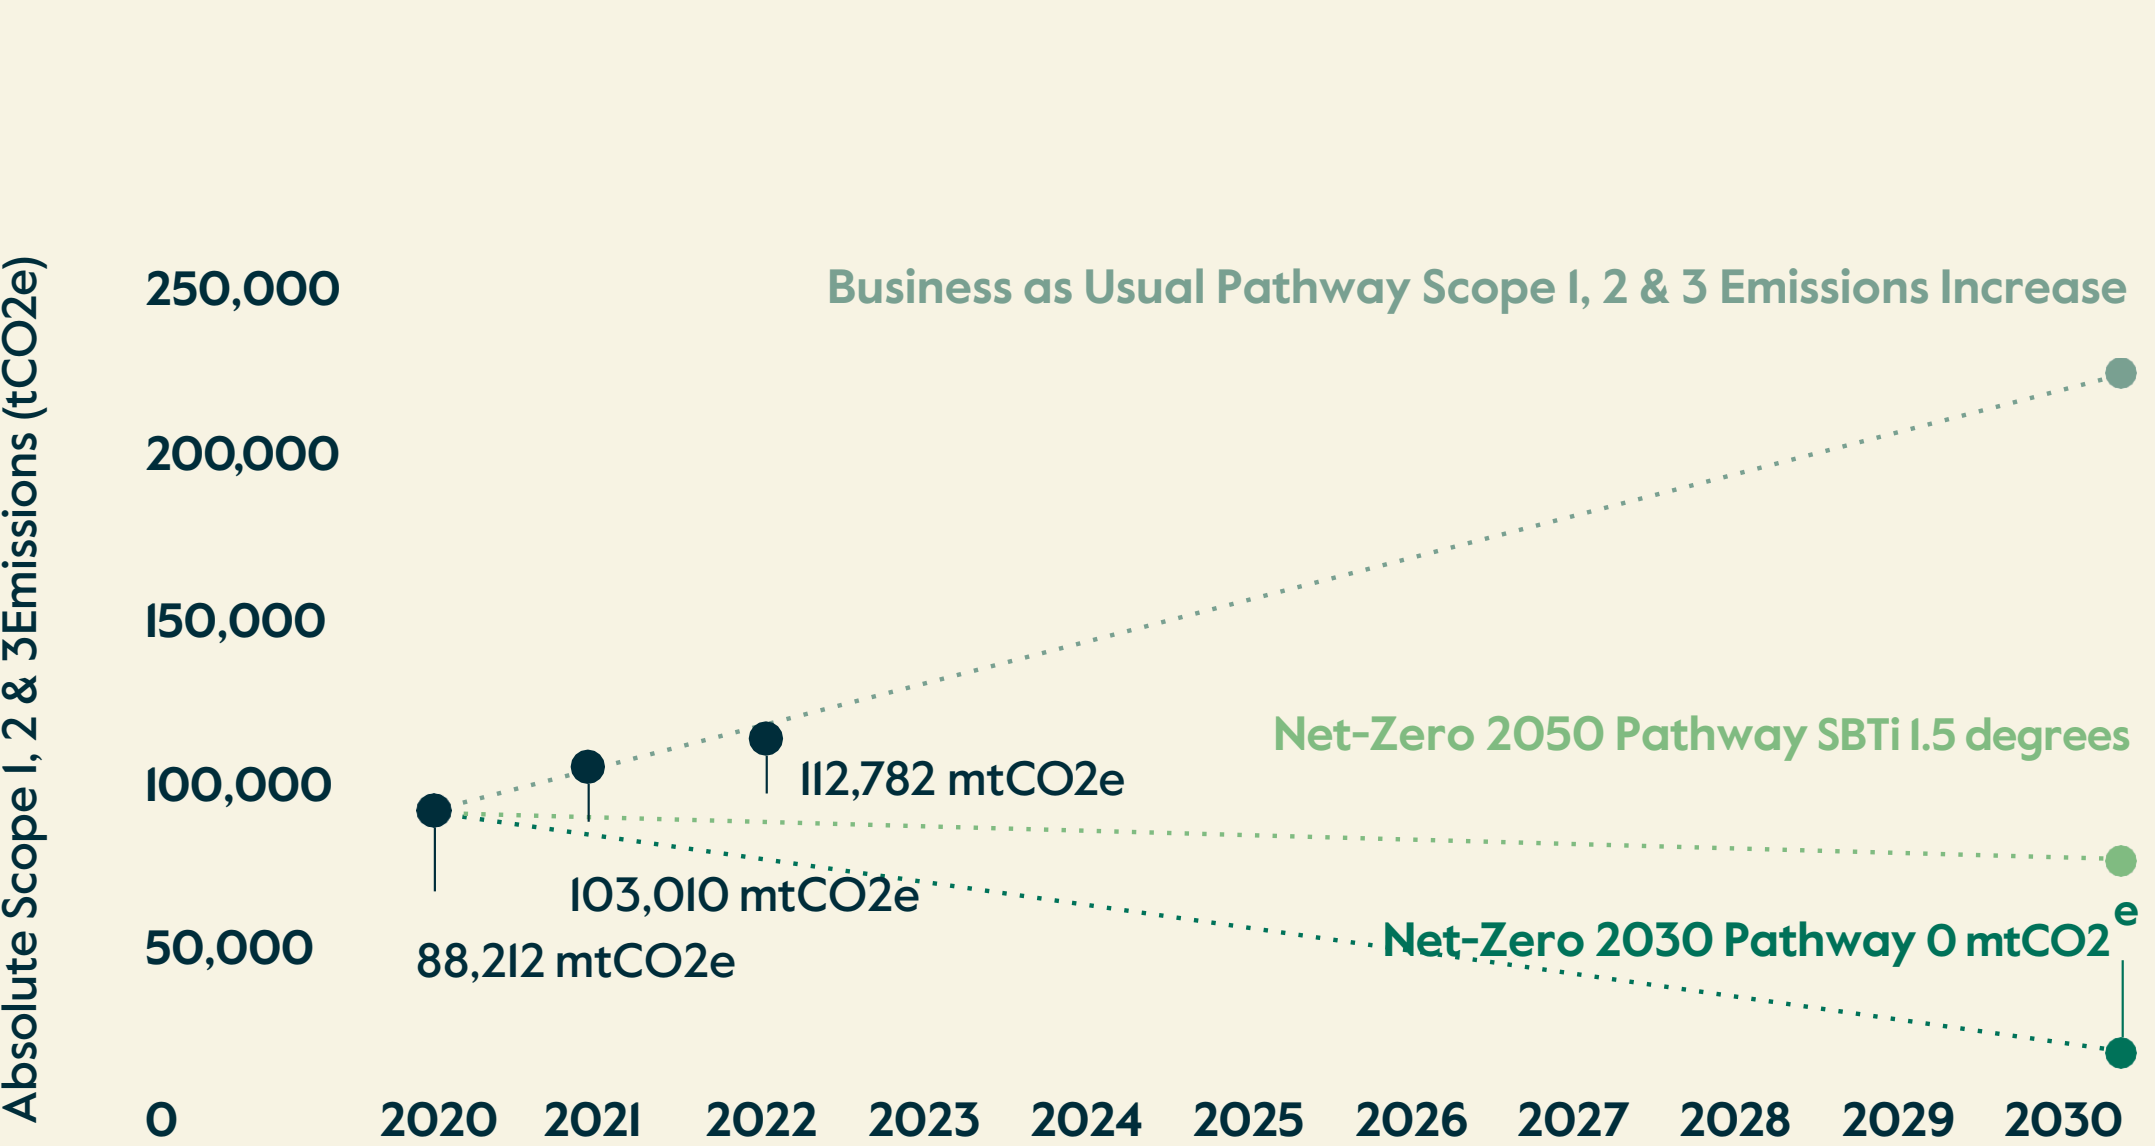 Absolute Scope 1, 2 & 3Emissions (tCO2e)
250,000
Business as Usual Pathway Scope 1, 2 & 3 Emissions Increase
200,000
150,000
Net-Zero 2050 Pathway SBTi 1.5 degrees
100,000
112,782 mtCO2e
103,010 mtCO2e
Net-Zero 2030 Pathway 0 mtCO2e
50,000
88,212 mtCO2e
0 2020 2021 2022 2023 2024 2025 2026 2027 2028 2029 2030